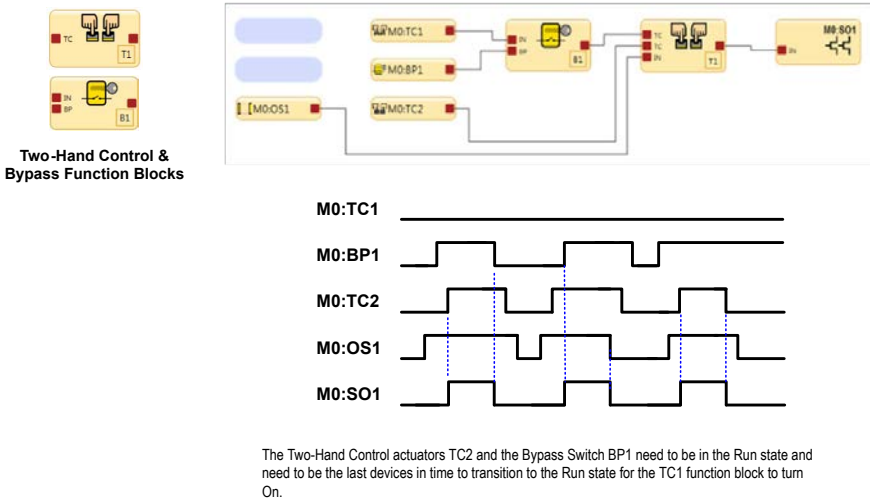 TC
T1
IN
BP
B1
Two-Hand Control &
Bypass Function Blocks
M0:TC1
M0:BP1
M0:OS1
M0:TC2
IN
BP
B1
TC
TC
IN
T1
M0:SO1
IN
M0:TC1
M0:BP1
M0:TC2
M0:OS1
M0:SO1
The Two-Hand Control actuators TC2 and the Bypass Switch BP1 need to be in the Run state and
need to be the last devices in time to transition to the Run state for the TC1 function block to turn
On.